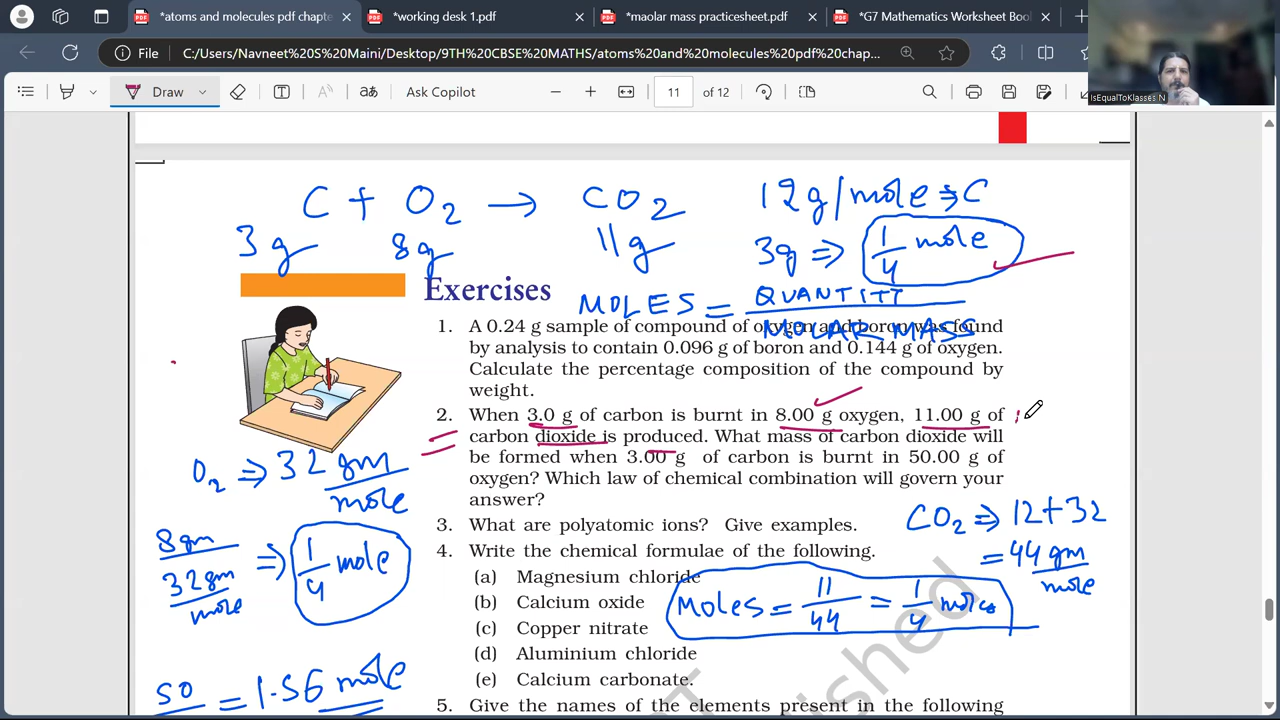 *atoms and molecules pdf chapte
*working desk 1.pdf
*maolar mass practicesheet.pdf
*G7 Mathematics Worksheet Boo
File C:/Users/Navneet%20S%20Maini/Desktop/9TH%20CBSE%20MATHS/atoms%20and%20molecules%20pdf%20chap...
Draw
Ask Copilot
11 of 12
IsEqualToKlasses N
C + O2 → CO2
12g/mole ⇒ C
3g 8g 11g
3g ⇒ 1/4 mole
Exercises
MOLES = QUANTITY / MOLAR MASS
1. A 0.24 g sample of compound of oxygen and boron was found
by analysis to contain 0.096 g of boron and 0.144 g of oxygen.
Calculate the percentage composition of the compound by
weight.
2. When 3.0 g of carbon is burnt in 8.00 g oxygen, 11.00 g of
carbon dioxide is produced. What mass of carbon dioxide will
be formed when 3.00 g of carbon is burnt in 50.00 g of
oxygen? Which law of chemical combination will govern your
answer?
O2 ⇒ 32 gm/mole
CO2 ⇒ 12+32
= 44 gm/mole
3. What are polyatomic ions? Give examples.
4. Write the chemical formulae of the following.
8gm / 32gm/mole ⇒ 1/4 mole
(a) Magnesium chloride
(b) Calcium oxide
Moles = 11/44 = 1/4 moles
(c) Copper nitrate
(d) Aluminium chloride
(e) Calcium carbonate.
50 = 1.56 mole
5. Give the names of the elements present in the following